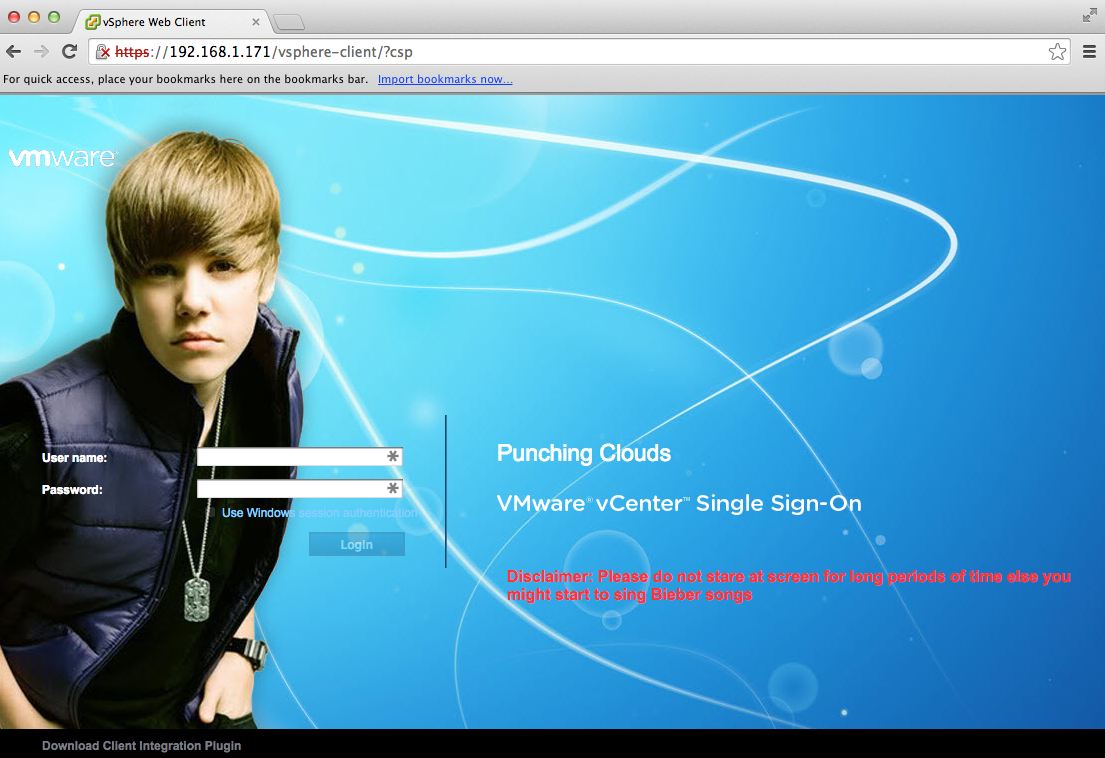 vSphere Web Client
https://192.168.1.171/vsphere-client/?csp
For quick access, place your bookmarks here on the bookmarks bar. Import bookmarks now...
vmware®
User name:
Password:
Use Windows session authentication
Login
Punching Clouds
VMware® vCenter™ Single Sign-On
Disclaimer: Please do not stare at screen for long periods of time else you
might start to sing Bieber songs
Download Client Integration Plugin